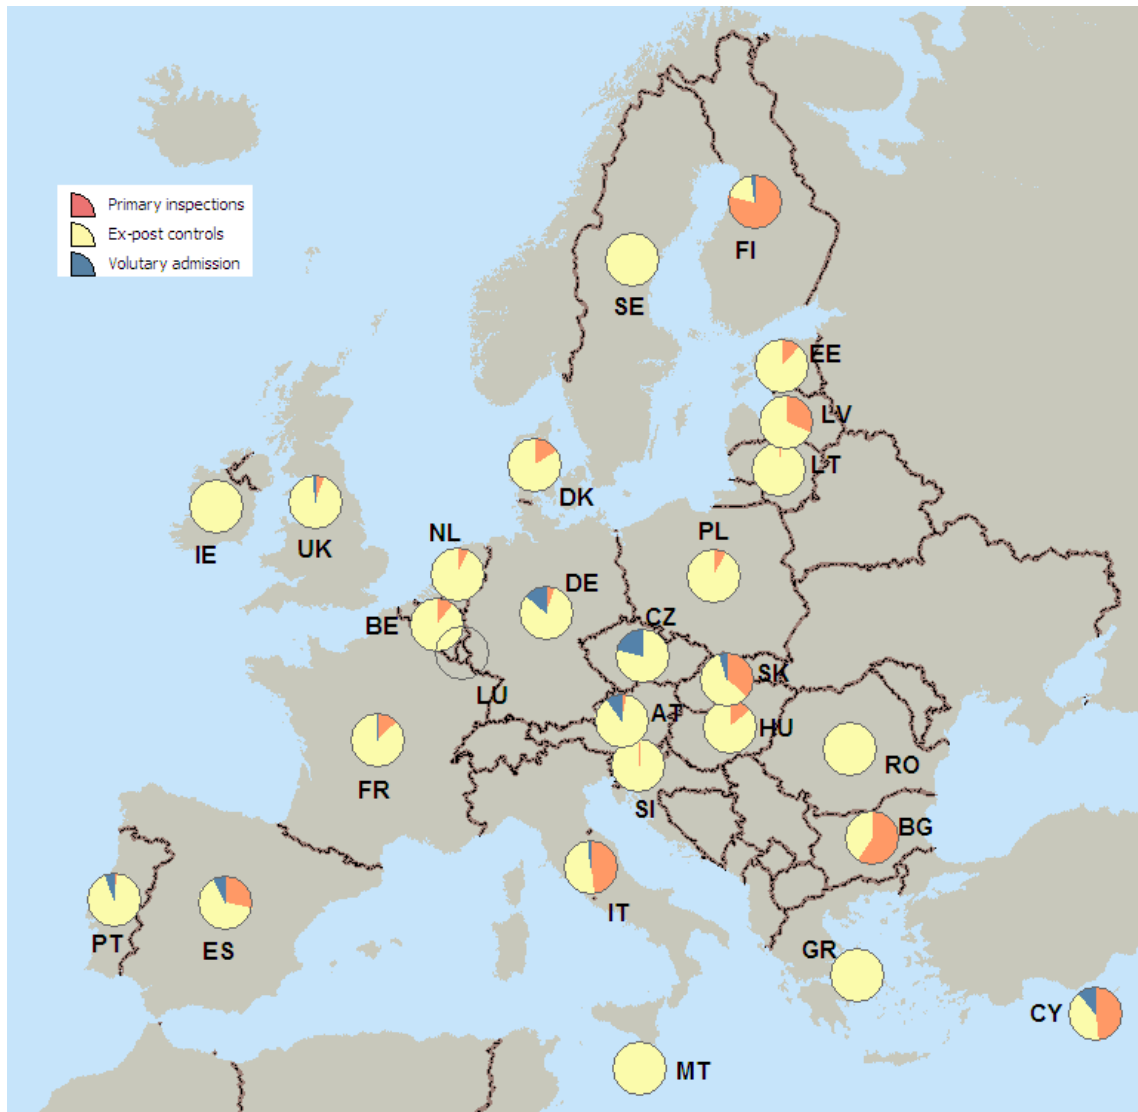 Primary inspections
Ex-post controls
Volutary admission
FI
SE
EE
LV
LT
DK
IE
UK
NL
PL
DE
BE
CZ
LU
SK
AT
HU
FR
RO
SI
BG
IT
PT
ES
GR
CY
MT